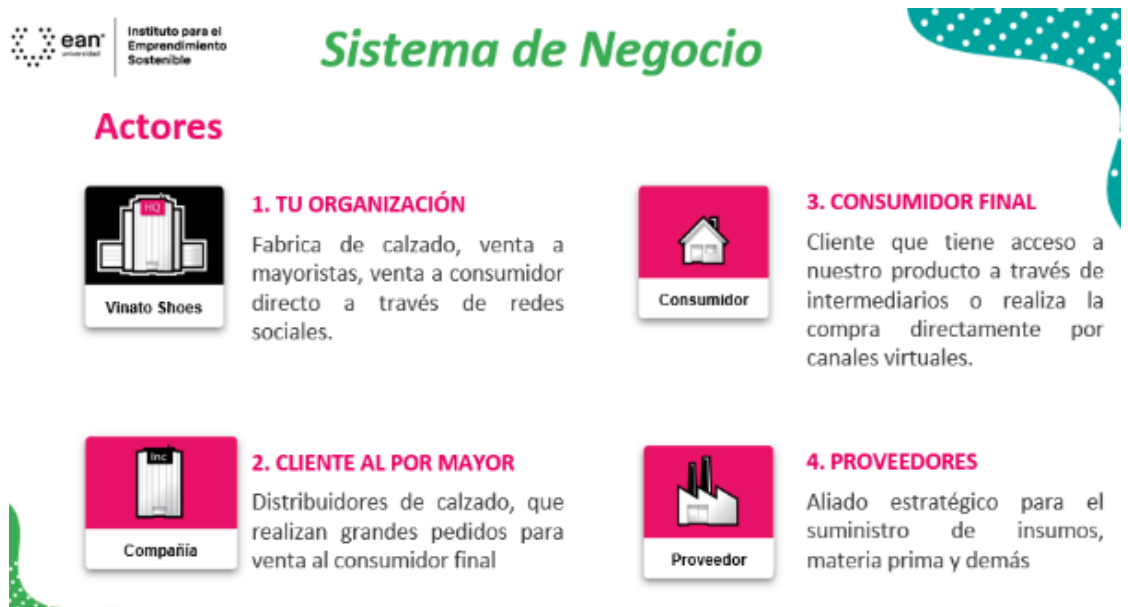 ean
universidad
Instituto para el
Emprendimiento
Sostenible
Sistema de Negocio
Actores
HQ
Vinato Shoes
1. TU ORGANIZACIÓN
Fabrica de calzado, venta a
mayoristas, venta a consumidor
directo a través de redes
sociales.
Inc
Compañía
2. CLIENTE AL POR MAYOR
Distribuidores de calzado, que
realizan grandes pedidos para
venta al consumidor final
Consumidor
3. CONSUMIDOR FINAL
Cliente que tiene acceso a
nuestro producto a través de
intermediarios o realiza la
compra directamente por
canales virtuales.
Proveedor
4. PROVEEDORES
Aliado estratégico para el
suministro de insumos,
materia prima y demás